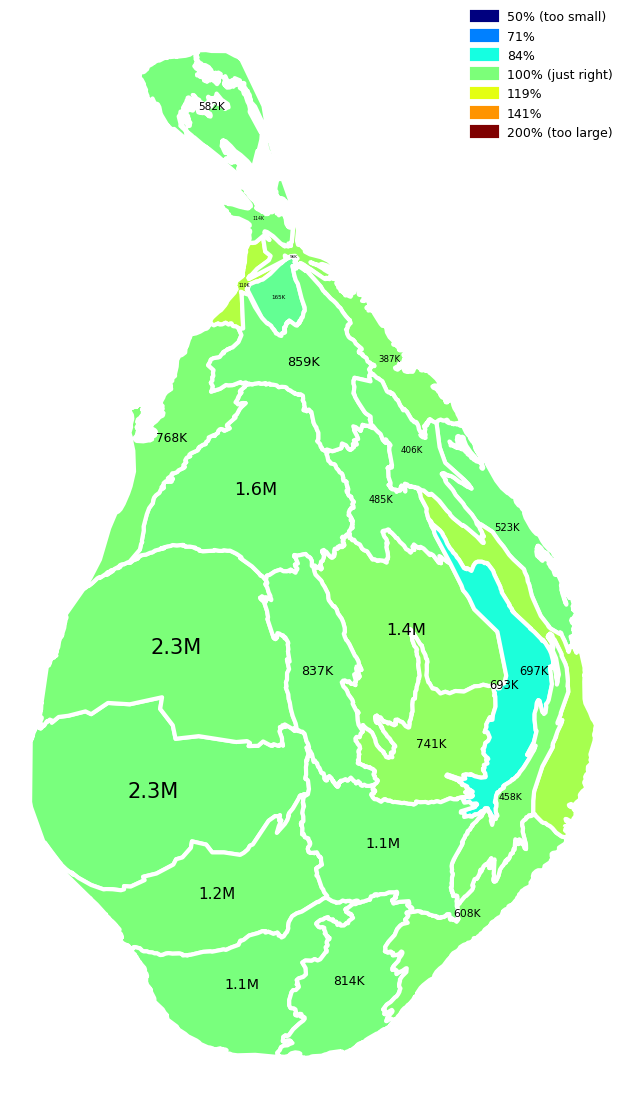 50% (too small)
71%
84%
100% (just right)
119%
141%
200% (too large)
582K
114K
96K
110K
165K
859K
387K
768K
406K
1.6M
485K
523K
1.4M
2.3M
837K
697K
693K
741K
2.3M
458K
1.1M
1.2M
608K
814K
1.1M